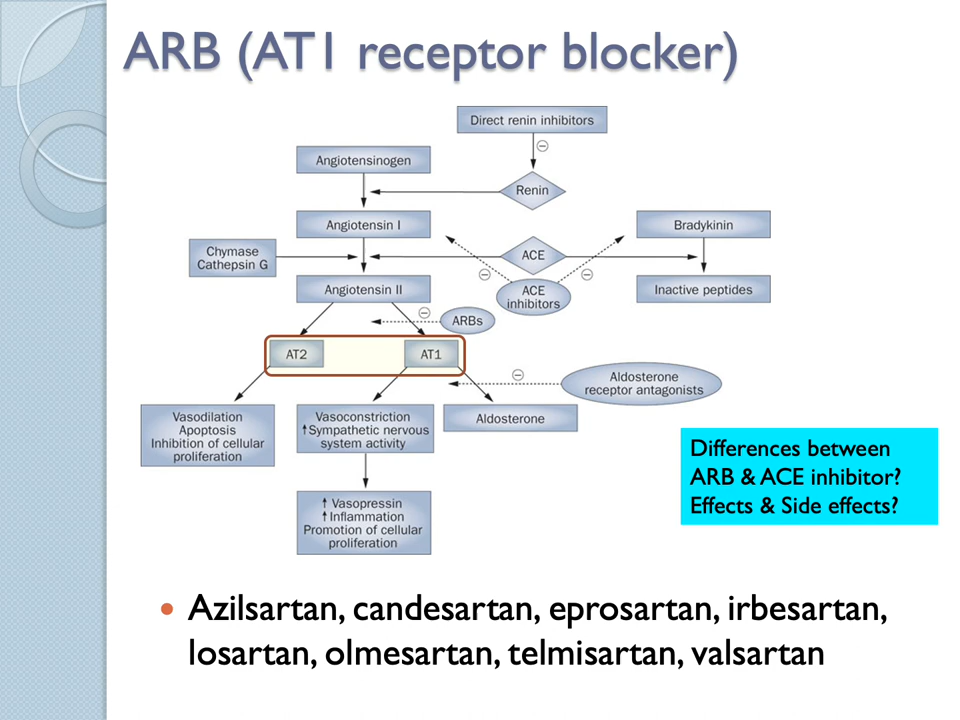 ARB (AT1 receptor blocker)
Direct renin inhibitors
⊖
Angiotensinogen
Renin
Angiotensin I
Bradykinin
Chymase
Cathepsin G
ACE
⊖
⊖
Angiotensin II
ACE
inhibitors
Inactive peptides
⊖
ARBs
AT2
AT1
⊖
Aldosterone
receptor antagonists
Vasodilation
Apoptosis
Inhibition of cellular
proliferation
Vasoconstriction
↑Sympathetic nervous
system activity
Aldosterone
Differences between
ARB & ACE inhibitor?
Effects & Side effects?
↑ Vasopressin
↑ Inflammation
Promotion of cellular
proliferation
• Azilsartan, candesartan, eprosartan, irbesartan,
losartan, olmesartan, telmisartan, valsartan